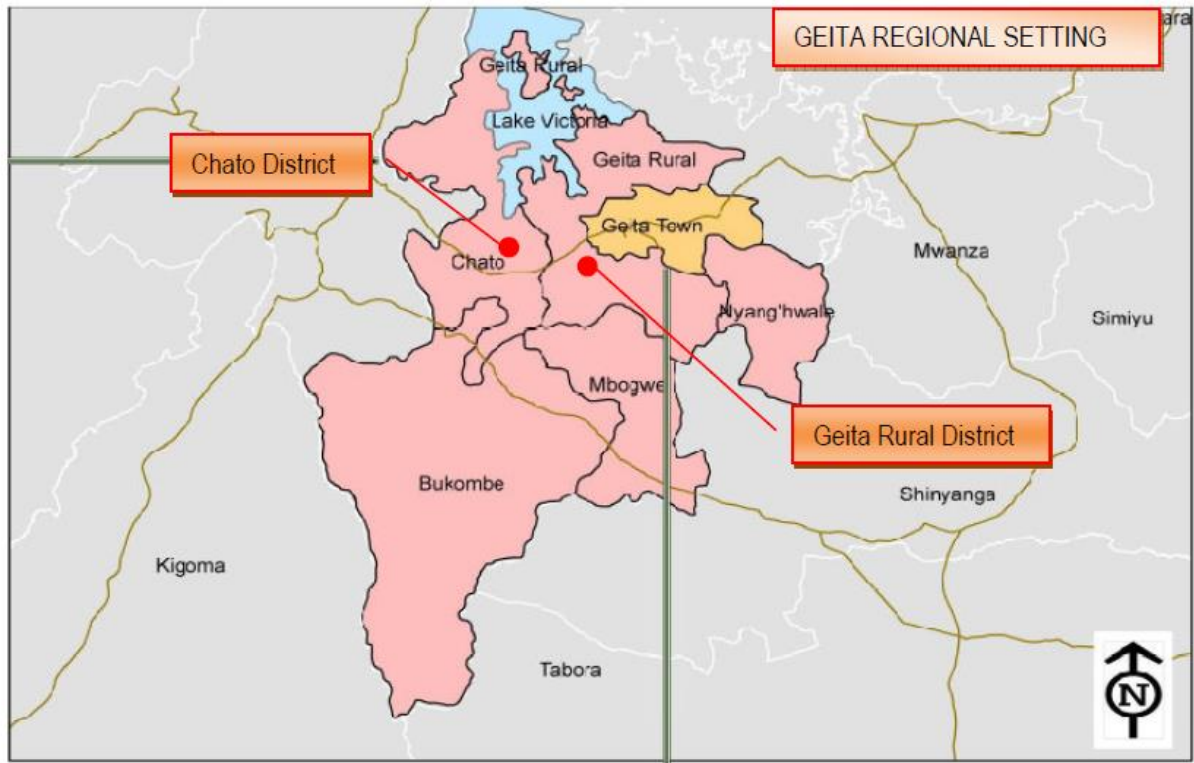 ara
GEITA REGIONAL SETTING
Geita Rural
Lake Victoria
Chato District
Geita Rural
Geita Town
Mwanza
Chato
Nyang'hwale
Simiyu
Mbogwe
Geita Rural District
Bukombe
Shinyanga
Kigoma
Tabora
N